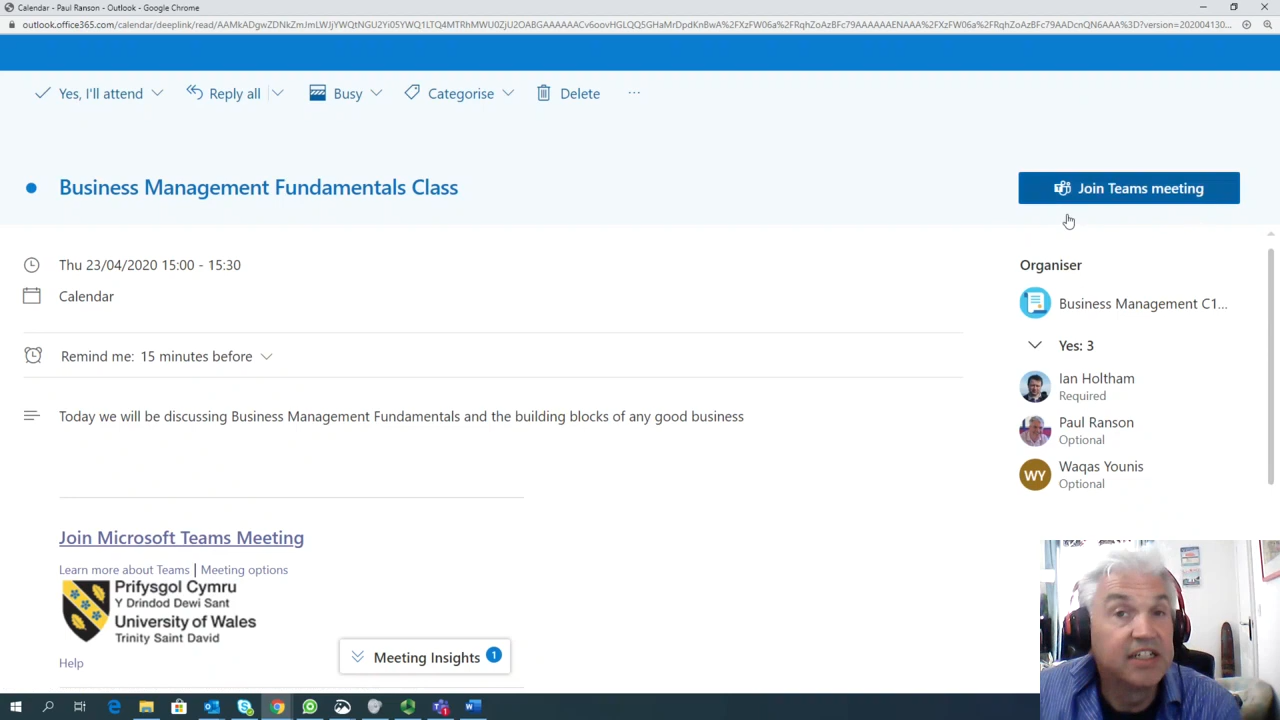 Calendar - Paul Ranson - Outlook - Google Chrome
Yes, I'll attend
Reply all
Busy
Categorise
Delete
Business Management Fundamentals Class
Join Teams meeting
Thu 23/04/2020 15:00 - 15:30
Calendar
Remind me: 15 minutes before
Today we will be discussing Business Management Fundamentals and the building blocks of any good business
Join Microsoft Teams Meeting
Learn more about Teams | Meeting options
Prifysgol Cymru
Y Drindod Dewi Sant
University of Wales
Trinity Saint David
Help
Meeting Insights 1
Organiser
Business Management C1...
Yes: 3
Ian Holtham
Required
Paul Ranson
Optional
WY
Waqas Younis
Optional